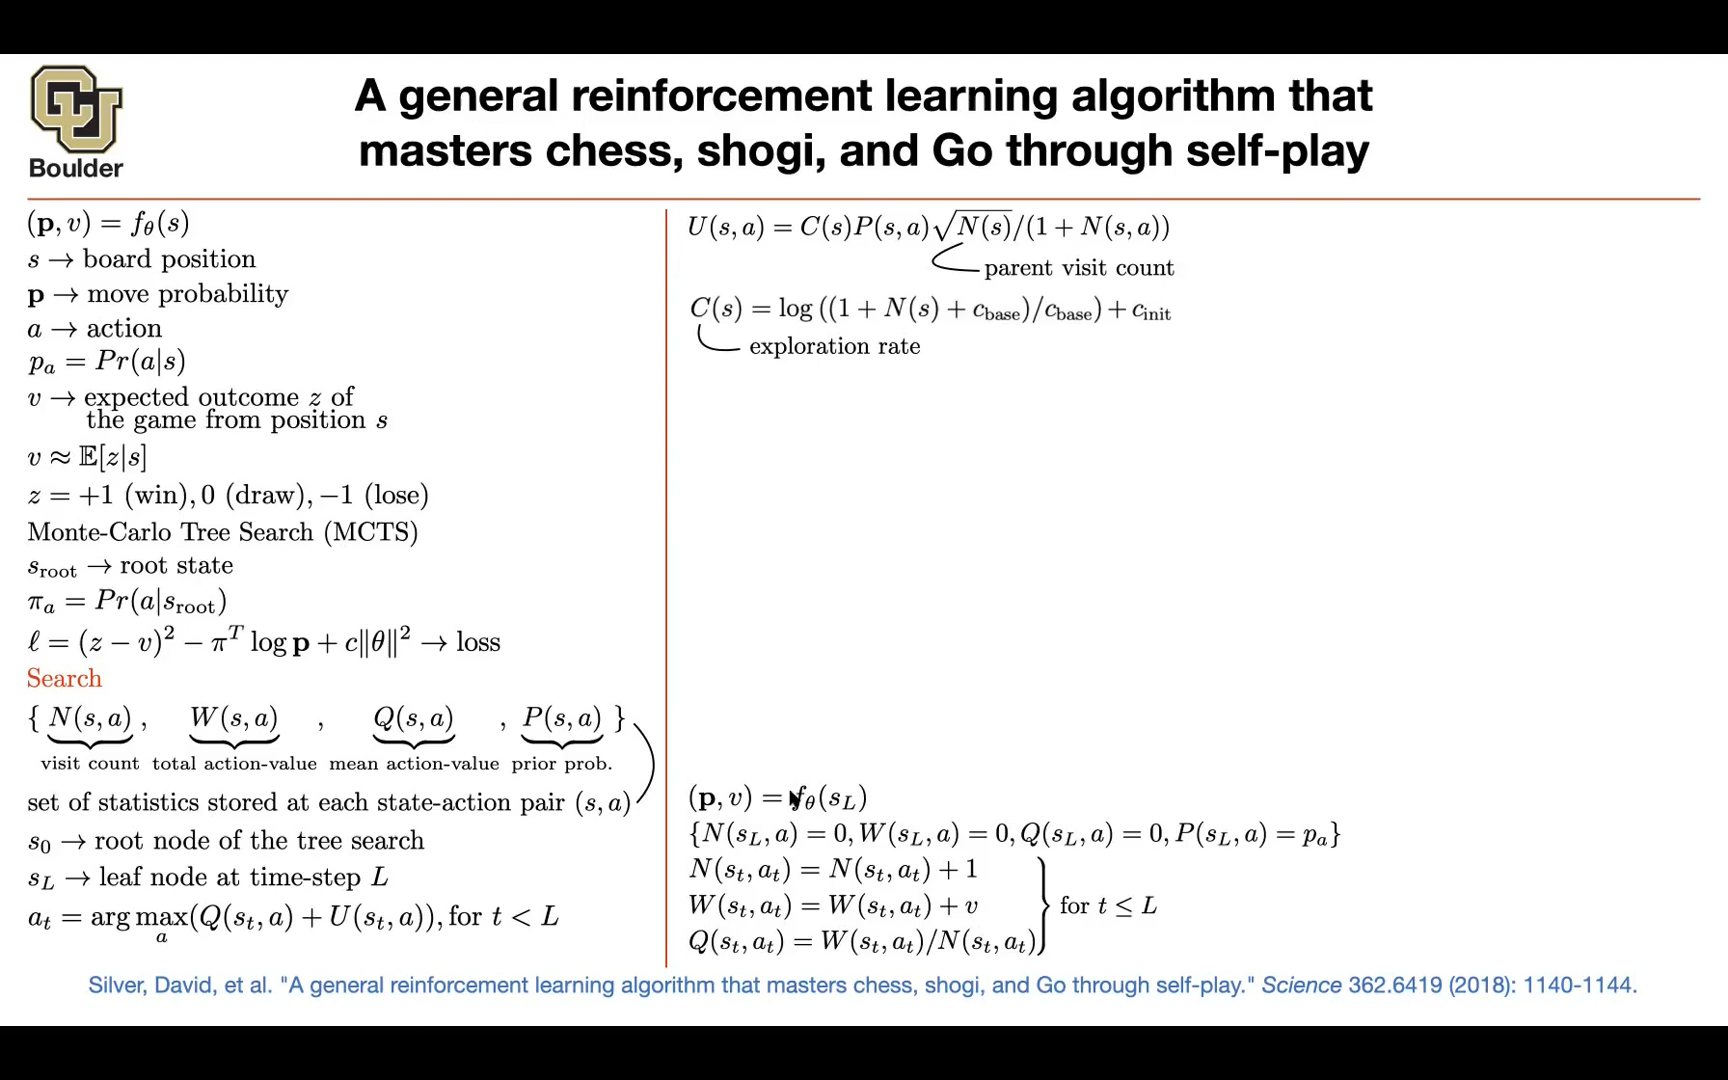 Boulder
A general reinforcement learning algorithm that
masters chess, shogi, and Go through self-play
(p, v) = f_θ(s)
s → board position
p → move probability
a → action
p_a = Pr(a|s)
v → expected outcome z of
the game from position s
v ≈ 𝔼[z|s]
z = +1 (win), 0 (draw), −1 (lose)
Monte-Carlo Tree Search (MCTS)
s_root → root state
π_a = Pr(a|s_root)
ℓ = (z − v)² − π^T log p + c‖θ‖² → loss
Search
{ N(s, a) , W(s, a) , Q(s, a) , P(s, a) }
visit count total action-value mean action-value prior prob.
set of statistics stored at each state-action pair (s, a)
s_0 → root node of the tree search
s_L → leaf node at time-step L
a_t = arg max_a (Q(s_t, a) + U(s_t, a)), for t < L
U(s, a) = C(s)P(s, a)√N(s)/(1 + N(s, a))
parent visit count
C(s) = log ((1 + N(s) + c_base)/c_base) + c_init
exploration rate
(p, v) = f_θ(s_L)
{N(s_L, a) = 0, W(s_L, a) = 0, Q(s_L, a) = 0, P(s_L, a) = p_a}
N(s_t, a_t) = N(s_t, a_t) + 1
W(s_t, a_t) = W(s_t, a_t) + v
for t ≤ L
Q(s_t, a_t) = W(s_t, a_t)/N(s_t, a_t)
Silver, David, et al. "A general reinforcement learning algorithm that masters chess, shogi, and Go through self-play." Science 362.6419 (2018): 1140-1144.